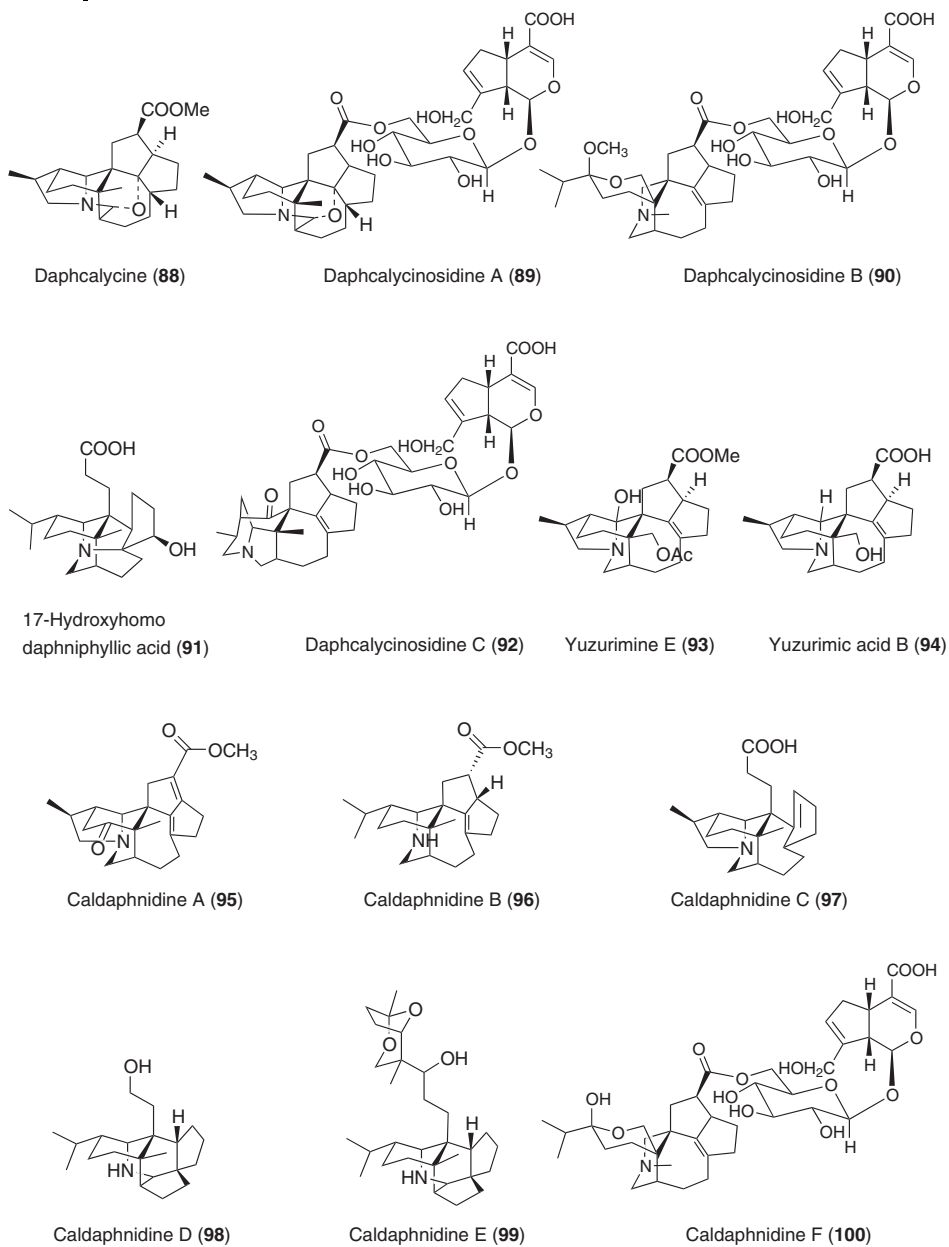 COOH
H
O
HOH2C
H
O
O
O
HO
HO
OH
H
O
COOMe
H
N
O
H
N
O
H
COOH
H
O
HOH2C
H
O
O
O
HO
HO
OH
H
O
OCH3
O
N
Daphcalycine (88)
Daphcalycinosidine A (89)
Daphcalycinosidine B (90)
COOH
N
OH
COOH
H
O
HOH2C
H
O
O
O
HO
HO
OH
H
O
O
N
COOMe
H
OH
N
OAc
COOH
H
H
N
OH
17-Hydroxyhomo
daphniphyllic acid (91)
Daphcalycinosidine C (92)
Yuzurimine E (93)
Yuzurimic acid B (94)
O
OCH3
N
O
O
OCH3
H
NH
COOH
N
Caldaphnidine A (95)
Caldaphnidine B (96)
Caldaphnidine C (97)
OH
H
HN
O
O
OH
H
HN
COOH
H
O
HOH2C
H
O
O
O
HO
HO
OH
H
O
OH
O
N
Caldaphnidine D (98)
Caldaphnidine E (99)
Caldaphnidine F (100)